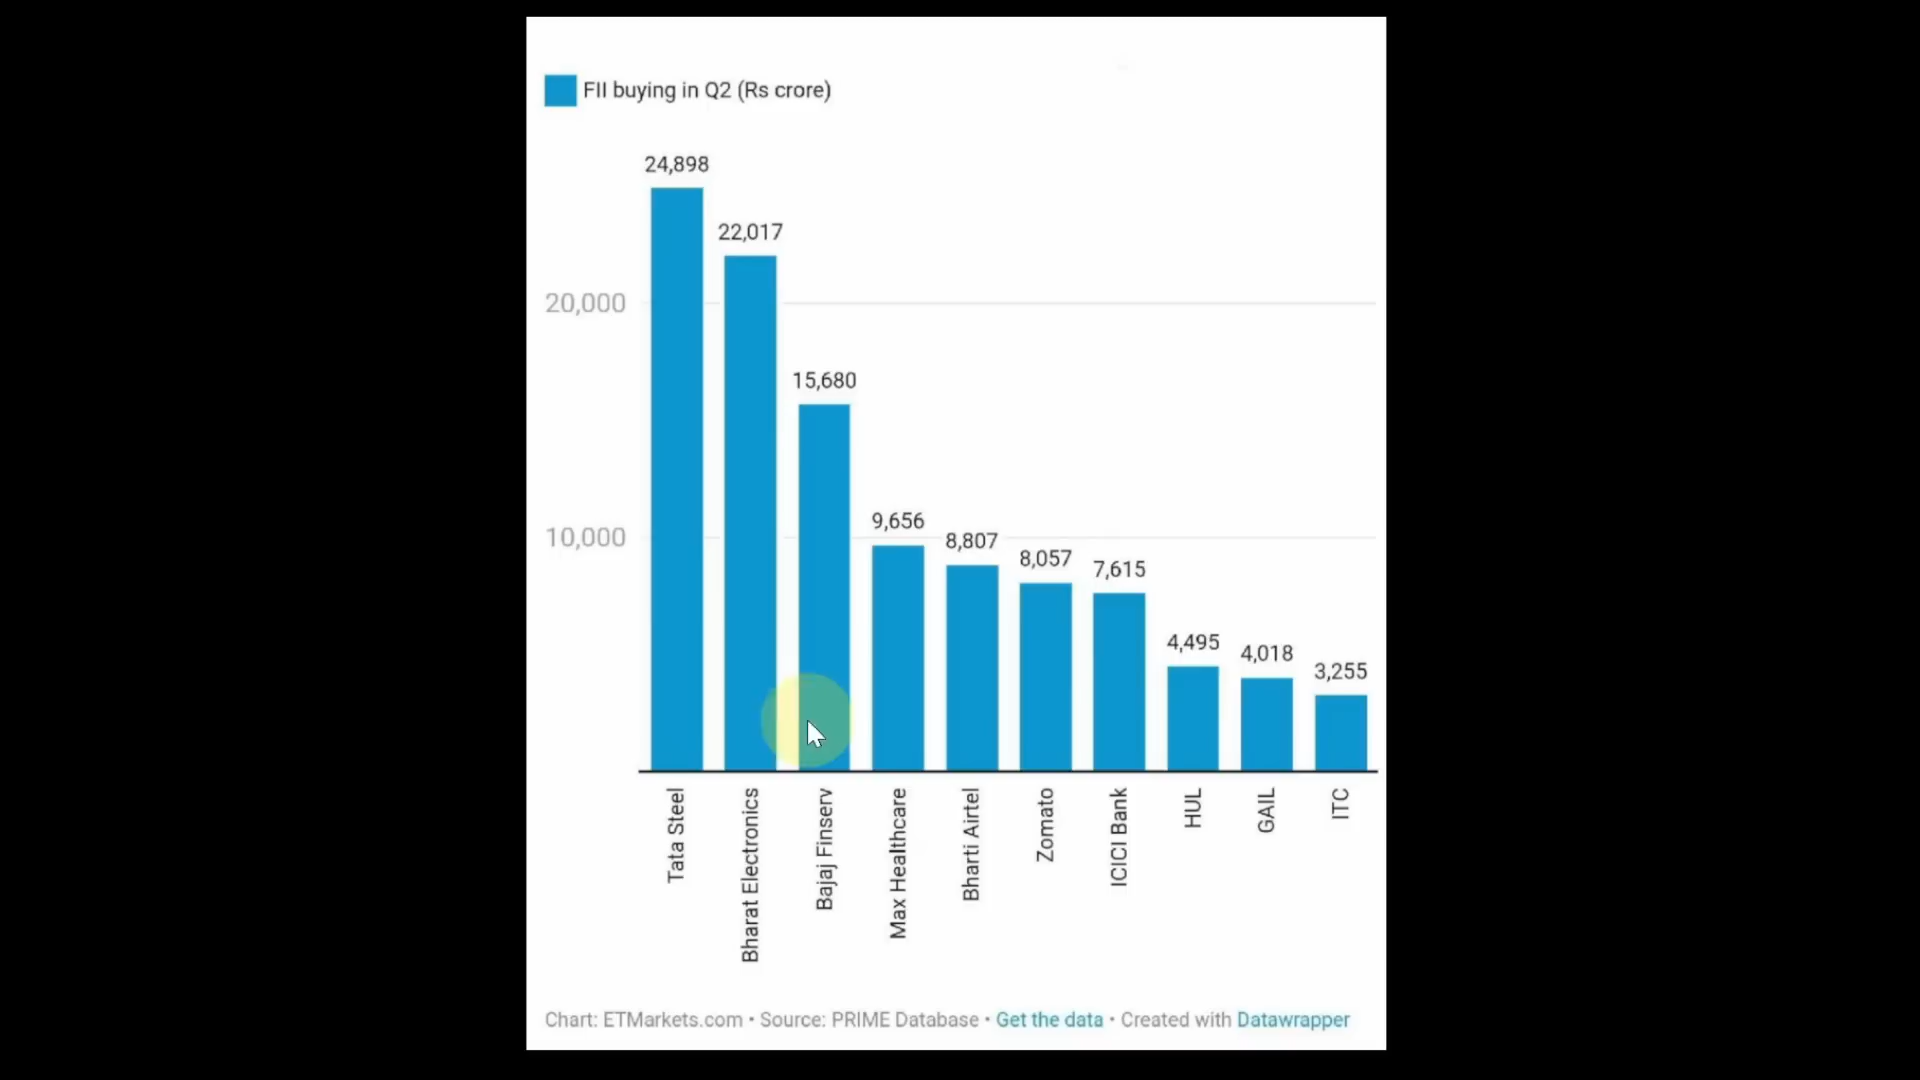 FII buying in Q2 (Rs crore)
24,898
22,017
20,000
15,680
9,656
10,000
8,807
8,057
7,615
4,495
4,018
3,255
Tata Steel
Bharat Electronics
Bajaj Finserv
Max Healthcare
Bharti Airtel
Zomato
ICICI Bank
HUL
GAIL
ITC
Chart: ETMarkets.com • Source: PRIME Database • Get the data • Created with Datawrapper